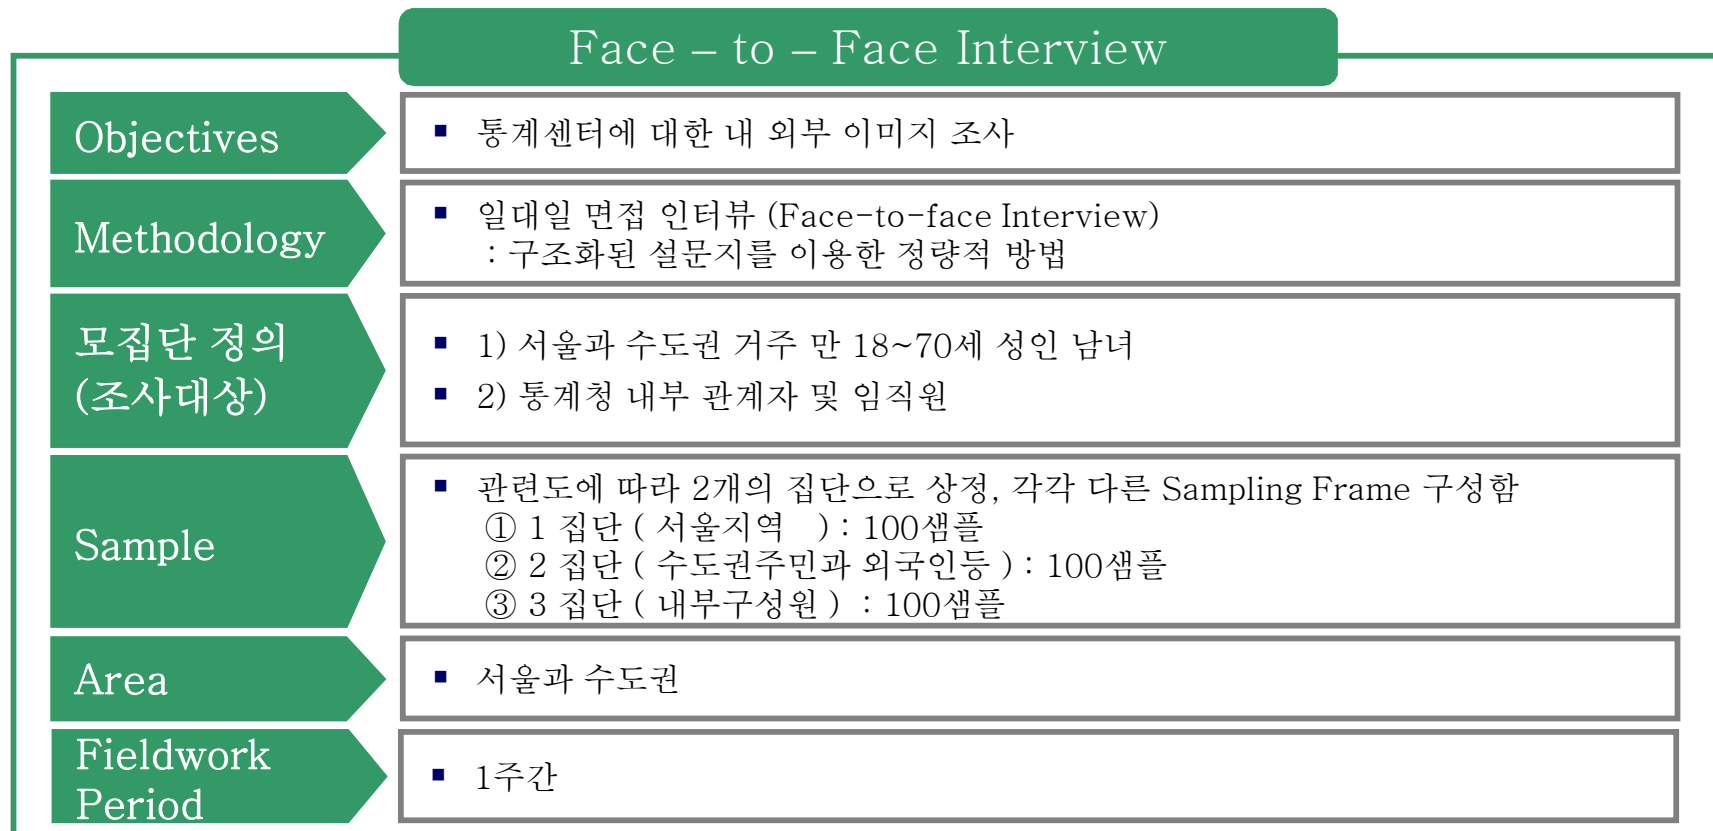 Face – to – Face Interview
Objectives
▪ 통계센터에 대한 내 외부 이미지 조사
Methodology
▪ 일대일 면접 인터뷰 (Face-to-face Interview)
: 구조화된 설문지를 이용한 정량적 방법
모집단 정의
(조사대상)
▪ 1) 서울과 수도권 거주 만 18~70세 성인 남녀
▪ 2) 통계청 내부 관계자 및 임직원
Sample
▪ 관련도에 따라 2개의 집단으로 상정, 각각 다른 Sampling Frame 구성함
① 1 집단 ( 서울지역 ) : 100샘플
② 2 집단 ( 수도권주민과 외국인등 ) : 100샘플
③ 3 집단 ( 내부구성원 ) : 100샘플
Area
▪ 서울과 수도권
Fieldwork
Period
▪ 1주간